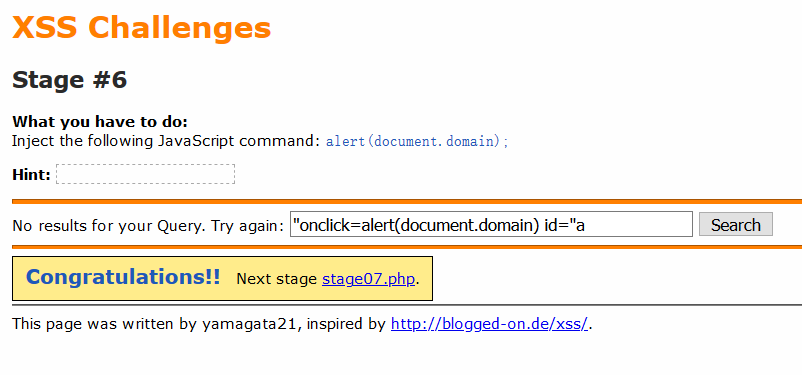 XSS Challenges
Stage #6
What you have to do:
Inject the following JavaScript command: alert(document.domain);
Hint:
No results for your Query. Try again: "onclick=alert(document.domain) id="a Search
Congratulations!! Next stage stage07.php.
This page was written by yamagata21, inspired by http://blogged-on.de/xss/.